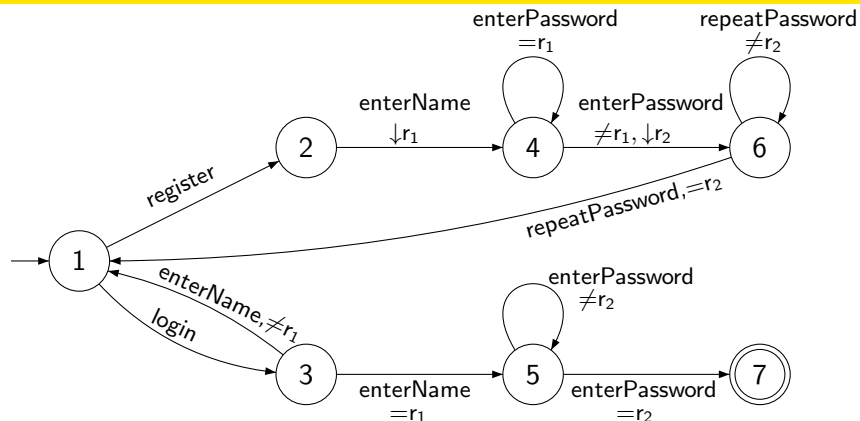 enterPassword
=r₁
repeatPassword
≠r₂
enterName
↓r₁
enterPassword
≠r₁, ↓r₂
2
4
6
register
repeatPassword,=r₂
1
enterName,≠r₁
login
enterPassword
≠r₂
3
5
7
enterName
=r₁
enterPassword
=r₂